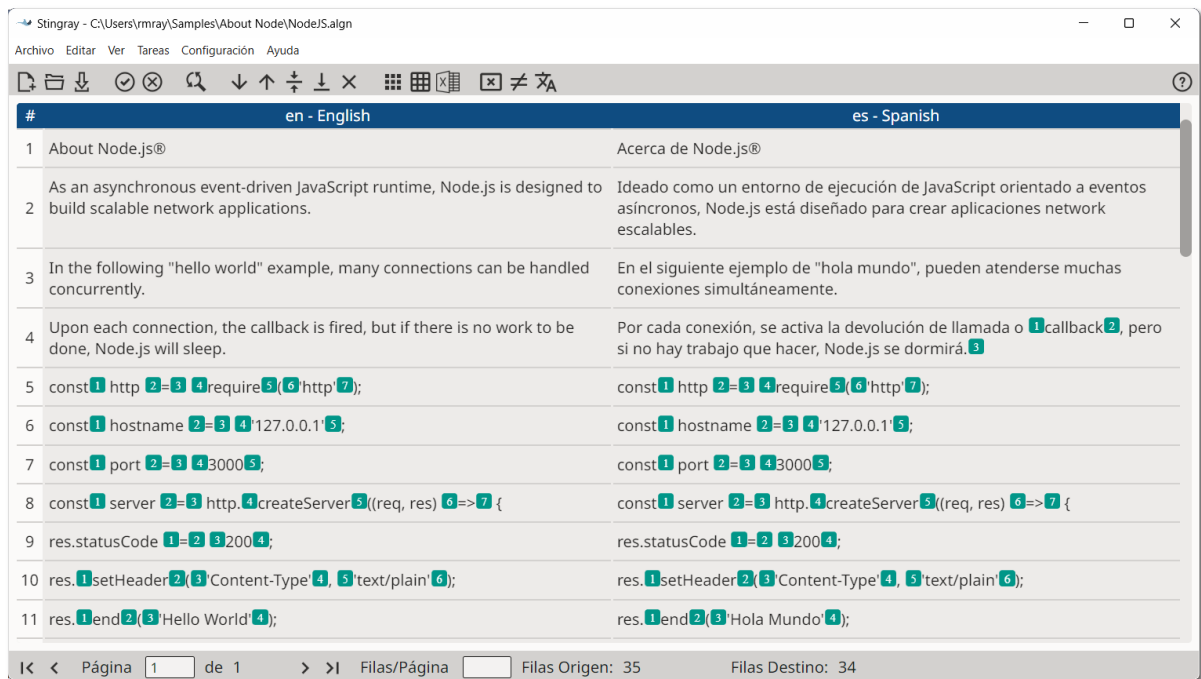 Stingray - C:\Users\rmray\Samples\About Node\NodeJS.algn
Archivo Editar Ver Tareas Configuración Ayuda
# en - English es - Spanish
1 About Node.js® Acerca de Node.js®
2 As an asynchronous event-driven JavaScript runtime, Node.js is designed to
build scalable network applications.
Ideado como un entorno de ejecución de JavaScript orientado a eventos
asíncronos, Node.js está diseñado para crear aplicaciones network
escalables.
3 In the following "hello world" example, many connections can be handled
concurrently.
En el siguiente ejemplo de "hola mundo", pueden atenderse muchas
conexiones simultáneamente.
4 Upon each connection, the callback is fired, but if there is no work to be
done, Node.js will sleep.
Por cada conexión, se activa la devolución de llamada o 1callback2, pero
si no hay trabajo que hacer, Node.js se dormirá.3
5 const1 http 2=3 4require5(6'http'7); const1 http 2=3 4require5(6'http'7);
6 const1 hostname 2=3 4'127.0.0.1'5; const1 hostname 2=3 4'127.0.0.1'5;
7 const1 port 2=3 430005; const1 port 2=3 430005;
8 const1 server 2=3 http.4createServer5((req, res) 6=>7 { const1 server 2=3 http.4createServer5((req, res) 6=>7 {
9 res.statusCode 1=2 32004; res.statusCode 1=2 32004;
10 res.1setHeader2(3'Content-Type'4, 5'text/plain'6); res.1setHeader2(3'Content-Type'4, 5'text/plain'6);
11 res.1end2(3'Hello World'4); res.1end2(3'Hola Mundo'4);
Página 1 de 1 Filas/Página Filas Origen: 35 Filas Destino: 34